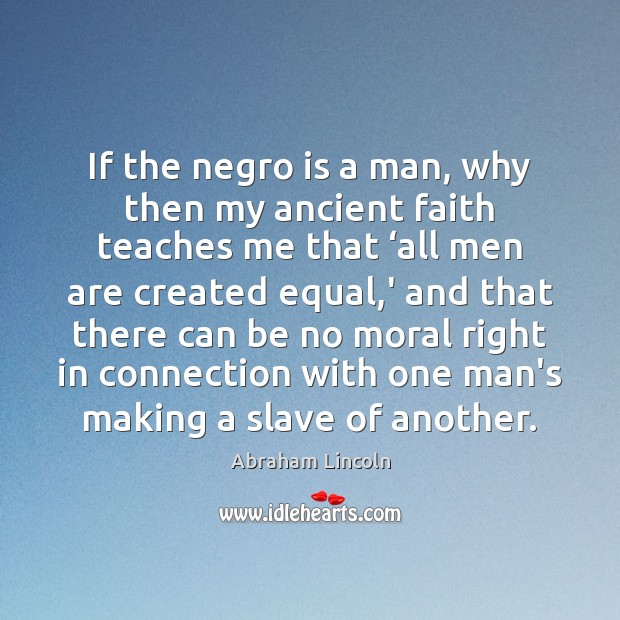 If the negro is a man, why
then my ancient faith
teaches me that ‘all men
are created equal,' and that
there can be no moral right
in connection with one man's
making a slave of another.
Abraham Lincoln
www.idlehearts.com